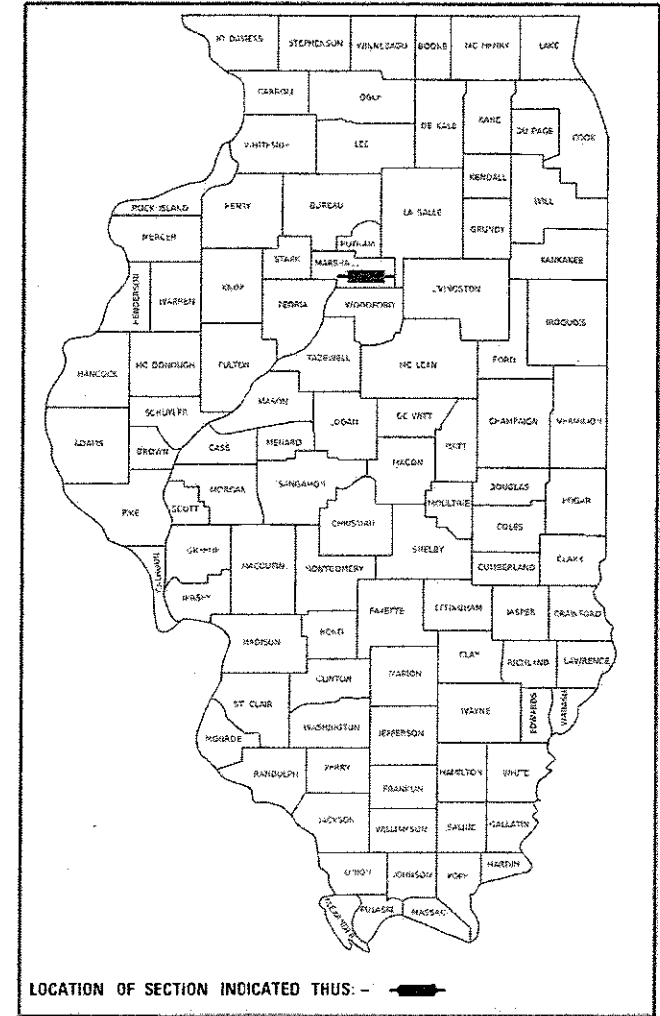 JO DAVIESS STEPHENSON WINNEBAGO BOONE MC HENRY LAKE
CARROLL OGLE
DE KALB KANE DU PAGE COOK
WHITESIDE LEE
KENDALL WILL
ROCK ISLAND HENRY BUREAU LA SALLE
PUTNAM GRUNDY
MERCER STARK MARSHALL KANKAKEE
HENDERSON WARREN KNOX PEORIA WOODFORD LIVINGSTON IROQUOIS
HANCOCK MC DONOUGH FULTON TAZEWELL MC LEAN FORD
MASON
SCHUYLER LOGAN DE WITT CHAMPAIGN VERMILION
ADAMS BROWN CASS MENARD PIATT
MACON
PIKE SCOTT MORGAN SANGAMON MOULTRIE DOUGLAS EDGAR
CHRISTIAN COLES
SHELBY
CALHOUN GREENE MACOUPIN MONTGOMERY CUMBERLAND CLARK
JERSEY FAYETTE EFFINGHAM JASPER CRAWFORD
MADISON BOND
CLAY RICHLAND LAWRENCE
CLINTON MARION
ST CLAIR WAYNE EDWARDS WABASH
WASHINGTON JEFFERSON
MONROE
RANDOLPH PERRY HAMILTON WHITE
FRANKLIN
JACKSON WILLIAMSON SALINE GALLATIN
UNION JOHNSON POPE HARDIN
ALEXANDER PULASKI MASSAC
LOCATION OF SECTION INDICATED THUS: -